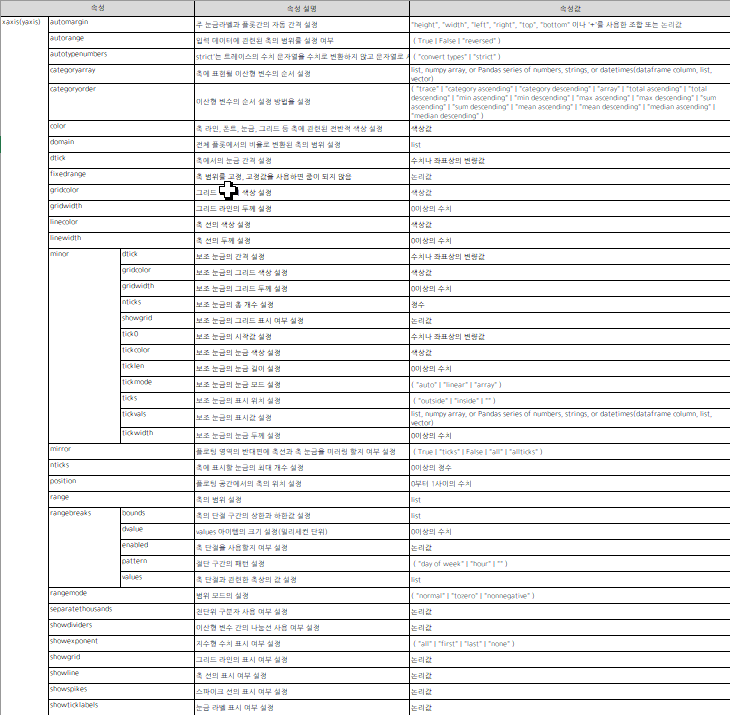 속성 속성 설명 속성값
xaxis(yaxis) automargin 주 눈금라벨과 플롯간의 자동 간격 설정 "height", "width", "left", "right", "top", "bottom" 이나 '+'를 사용한 조합 또는 논리값
autorange 입력 데이터에 관련된 축의 범위를 설정 여부 ( True | False | "reversed" )
autotypenumbers strict'는 트레이스의 수치 문자열을 수치로 변환하지 않고 문자열로 ( "convert types" | "strict" )
categoryarray 축에 표현될 이산형 변수의 순서 설정 list, numpy array, or Pandas series of numbers, strings, or datetimes(dataframe column, list,
vector)
categoryorder 이산형 변수의 순서 설정 방법을 설정 ( "trace" | "category ascending" | "category descending" | "array" | "total ascending" | "total
descending" | "min ascending" | "min descending" | "max ascending" | "max descending" | "sum
ascending" | "sum descending" | "mean ascending" | "mean descending" | "median ascending" |
"median descending" )
color 축 라인, 폰트, 눈금, 그리드 등 축에 관련된 전반적 색상 설정 색상값
domain 전체 플롯에서의 비율로 변환된 축의 범위 설정 list
dtick 축에서의 눈금 간격 설정 수치나 좌표상의 변량값
fixedrange 축 범위를 고정, 고정값을 사용하면 줌이 되지 않음 논리값
gridcolor 그리드 색상 설정 색상값
gridwidth 그리드 라인의 두께 설정 0이상의 수치
linecolor 축 선의 색상 설정 색상값
linewidth 축 선의 두께 설정 0이상의 수치
minor dtick 보조 눈금의 간격 설정 수치나 좌표상의 변량값
gridcolor 보조 눈금의 그리드 색상 설정 색상값
gridwidth 보조 눈금의 그리드 두께 설정 0이상의 수치
nticks 보조 눈금의 총 개수 설정 정수
showgrid 보조 눈금의 그리드 표시 여부 설정 논리값
tick0 보조 눈금의 시작값 설정 수치나 좌표상의 변량값
tickcolor 보조 눈금의 눈금 색상 설정 색상값
ticklen 보조 눈금의 눈금 길이 설정 0이상의 수치
tickmode 보조 눈금의 눈금 모드 설정 ( "auto" | "linear" | "array" )
ticks 보조 눈금의 표시 위치 설정 ( "outside" | "inside" | "" )
tickvals 보조 눈금의 표시값 설정 list, numpy array, or Pandas series of numbers, strings, or datetimes(dataframe column, list,
vector)
tickwidth 보조 눈금의 눈금 두께 설정 0이상의 수치
mirror 플로팅 영역의 반대편에 축선과 축 눈금을 미러링 할지 여부 설정 ( True | "ticks" | False | "all" | "allticks" )
nticks 축에 표시할 눈금의 최대 개수 설정 0이상의 정수
position 플로팅 공간에서의 축의 위치 설정 0부터 1사이의 수치
range 축의 범위 설정 list
rangebreaks bounds 축의 단절 구간의 상한과 하한값 설정 list
dvalue values 아이템의 크기 설정(밀리세컨 단위) 0이상의 수치
enabled 축 단절을 사용할지 여부 설정 논리값
pattern 절단 구간의 패턴 설정 ( "day of week" | "hour" | "" )
values 축 단절과 관련한 축상의 값 설정 list
rangemode 범위 모드의 설정 ( "normal" | "tozero" | "nonnegative" )
separatethousands 천단위 구분자 사용 여부 설정 논리값
showdividers 이산형 변수 간의 나눗선 사용 여부 설정 논리값
showexponent 지수형 수치 표시 여부 설정 ( "all" | "first" | "last" | "none" )
showgrid 그리드 라인의 표시 여부 설정 논리값
showline 축 선의 표시 여부 설정 논리값
showspikes 스파이크 선의 표시 여부 설정 논리값
showticklabels 눈금 라벨 표시 여부 설정 논리값